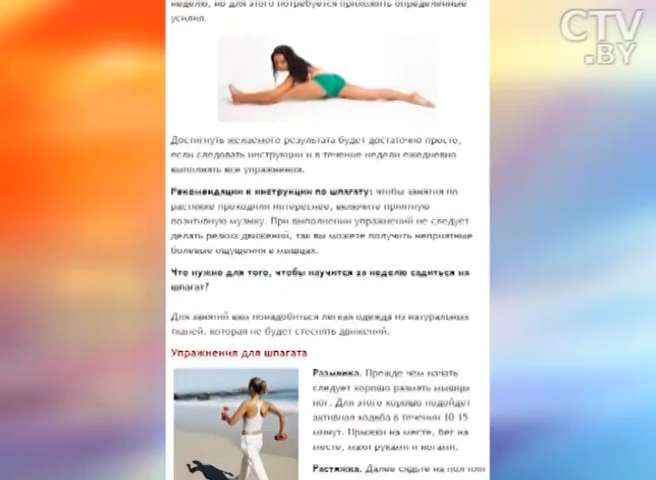 CTV
.BY
неделю, но для этого потребуется приложить определенные
усилия.
Достигнуть желаемого результата будет достаточно просто,
если следовать инструкции и в течение недели ежедневно
выполнять все упражнения.
Рекомендации и инструкции по шпагату: чтобы занятия по
растяжке проходили интереснее, включите приятную
позитивную музыку. При выполнении упражнений не следует
делать резких движений, так вы можете получить неприятные
болевые ощущения в мышцах.
Что нужно для того, чтобы научится за неделю садиться на
шпагат?
Для занятий вам понадобиться легкая одежда из натуральных
тканей, которая не будет стеснять движений.
Упражнения для шпагата
Разминка. Прежде чем начать
следует хорошо размять мышцы
ног. Для этого хорошо подойдет
активная ходьба в течении 10-15
минут. Прыжки на месте, бег на
месте, махи руками и ногами.
Растяжка. Далее сядьте на пол или